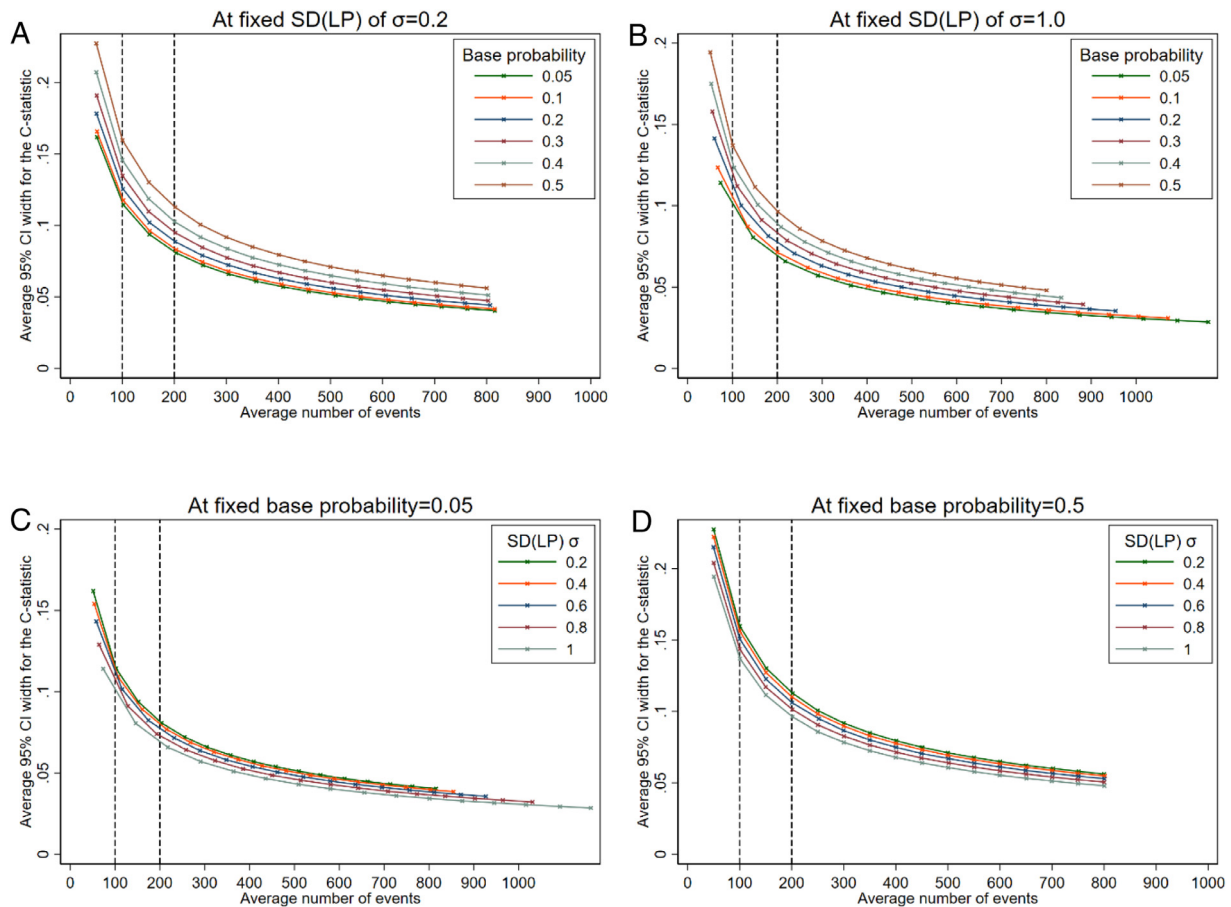 A
At fixed SD(LP) of σ=0.2
Average 95% CI width for the C-statistic
.2
.15
.1
.05
0
Base probability
0.05
0.1
0.2
0.3
0.4
0.5
0 100 200 300 400 500 600 700 800 900 1000
Average number of events
B
At fixed SD(LP) of σ=1.0
Average 95% CI width for the C-statistic
.2
.15
.1
.05
0
Base probability
0.05
0.1
0.2
0.3
0.4
0.5
0 100 200 300 400 500 600 700 800 900 1000
Average number of events
C
At fixed base probability=0.05
Average 95% CI width for the C-statistic
.2
.15
.1
.05
0
SD(LP) σ
0.2
0.4
0.6
0.8
1
0 100 200 300 400 500 600 700 800 900 1000
Average number of events
D
At fixed base probability=0.5
Average 95% CI width for the C-statistic
.2
.15
.1
.05
0
SD(LP) σ
0.2
0.4
0.6
0.8
1
0 100 200 300 400 500 600 700 800 900 1000
Average number of events